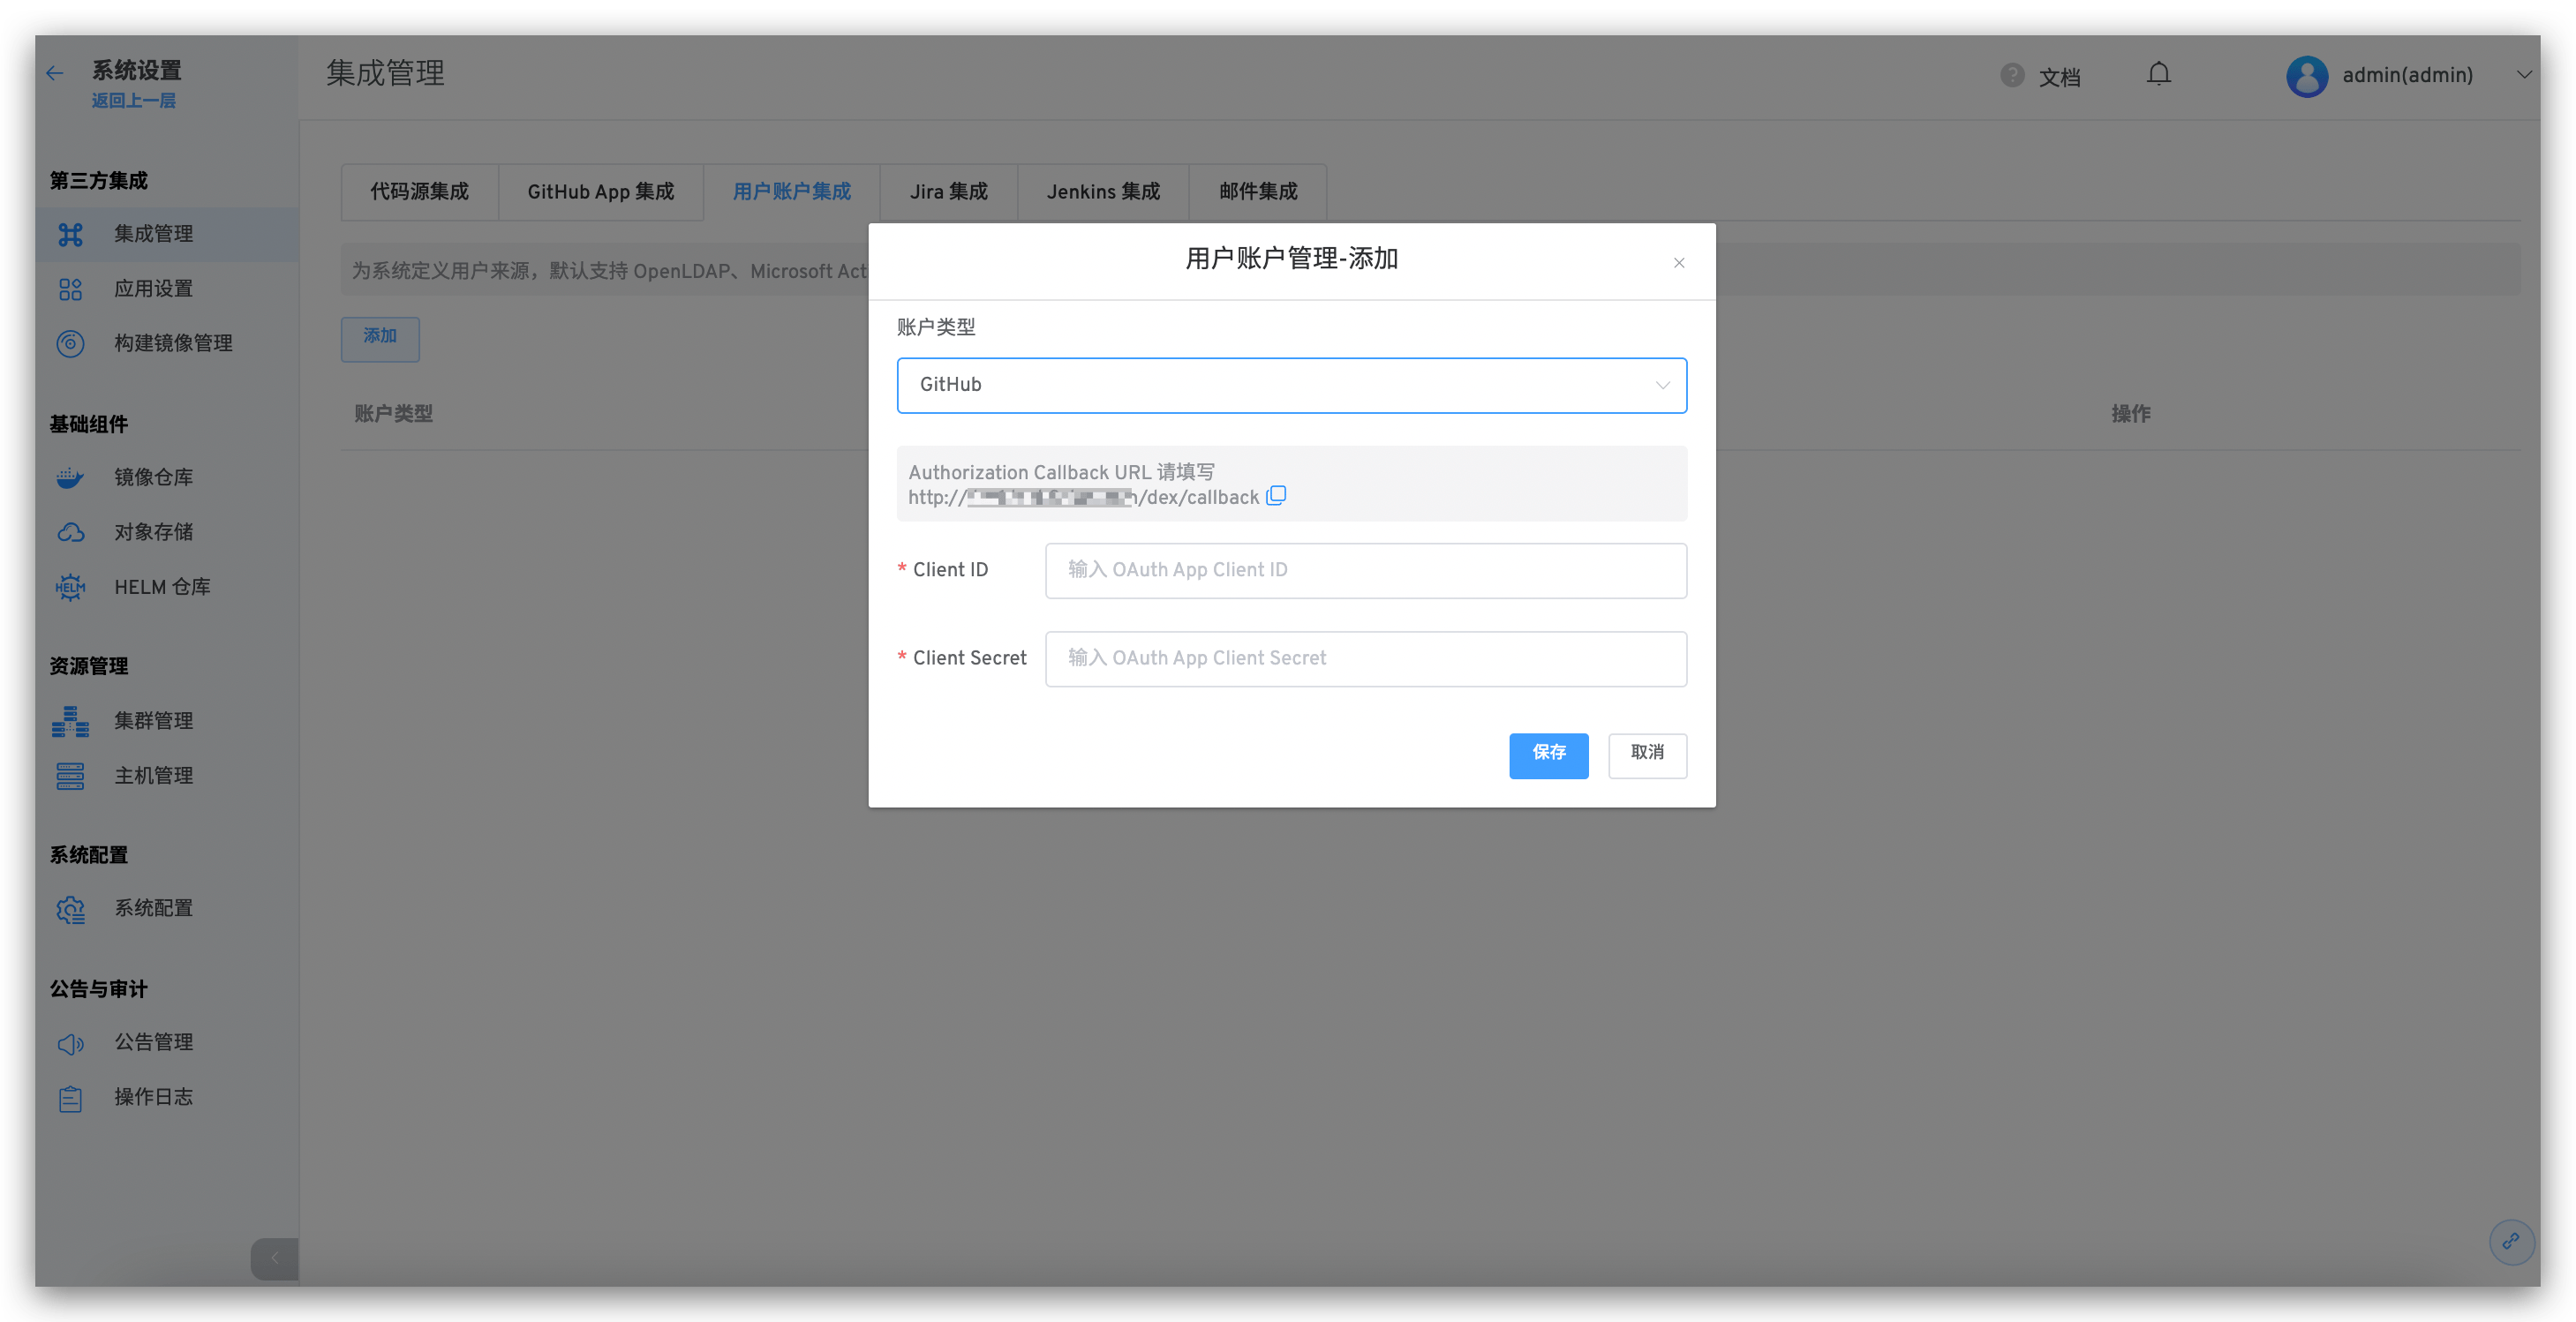 系统设置
返回上一层
第三方集成
集成管理
应用设置
构建镜像管理
基础组件
镜像仓库
对象存储
HELM
HELM 仓库
资源管理
集群管理
主机管理
系统配置
系统配置
公告与审计
公告管理
操作日志
集成管理
? 文档
admin(admin)
代码源集成 GitHub App 集成 用户账户集成 Jira 集成 Jenkins 集成 邮件集成
为系统定义用户来源，默认支持 OpenLDAP、Microsoft Act
添加
账户类型 操作
用户账户管理-添加
账户类型
GitHub
Authorization Callback URL 请填写
http:// /dex/callback
* Client ID 输入 OAuth App Client ID
* Client Secret 输入 OAuth App Client Secret
保存 取消